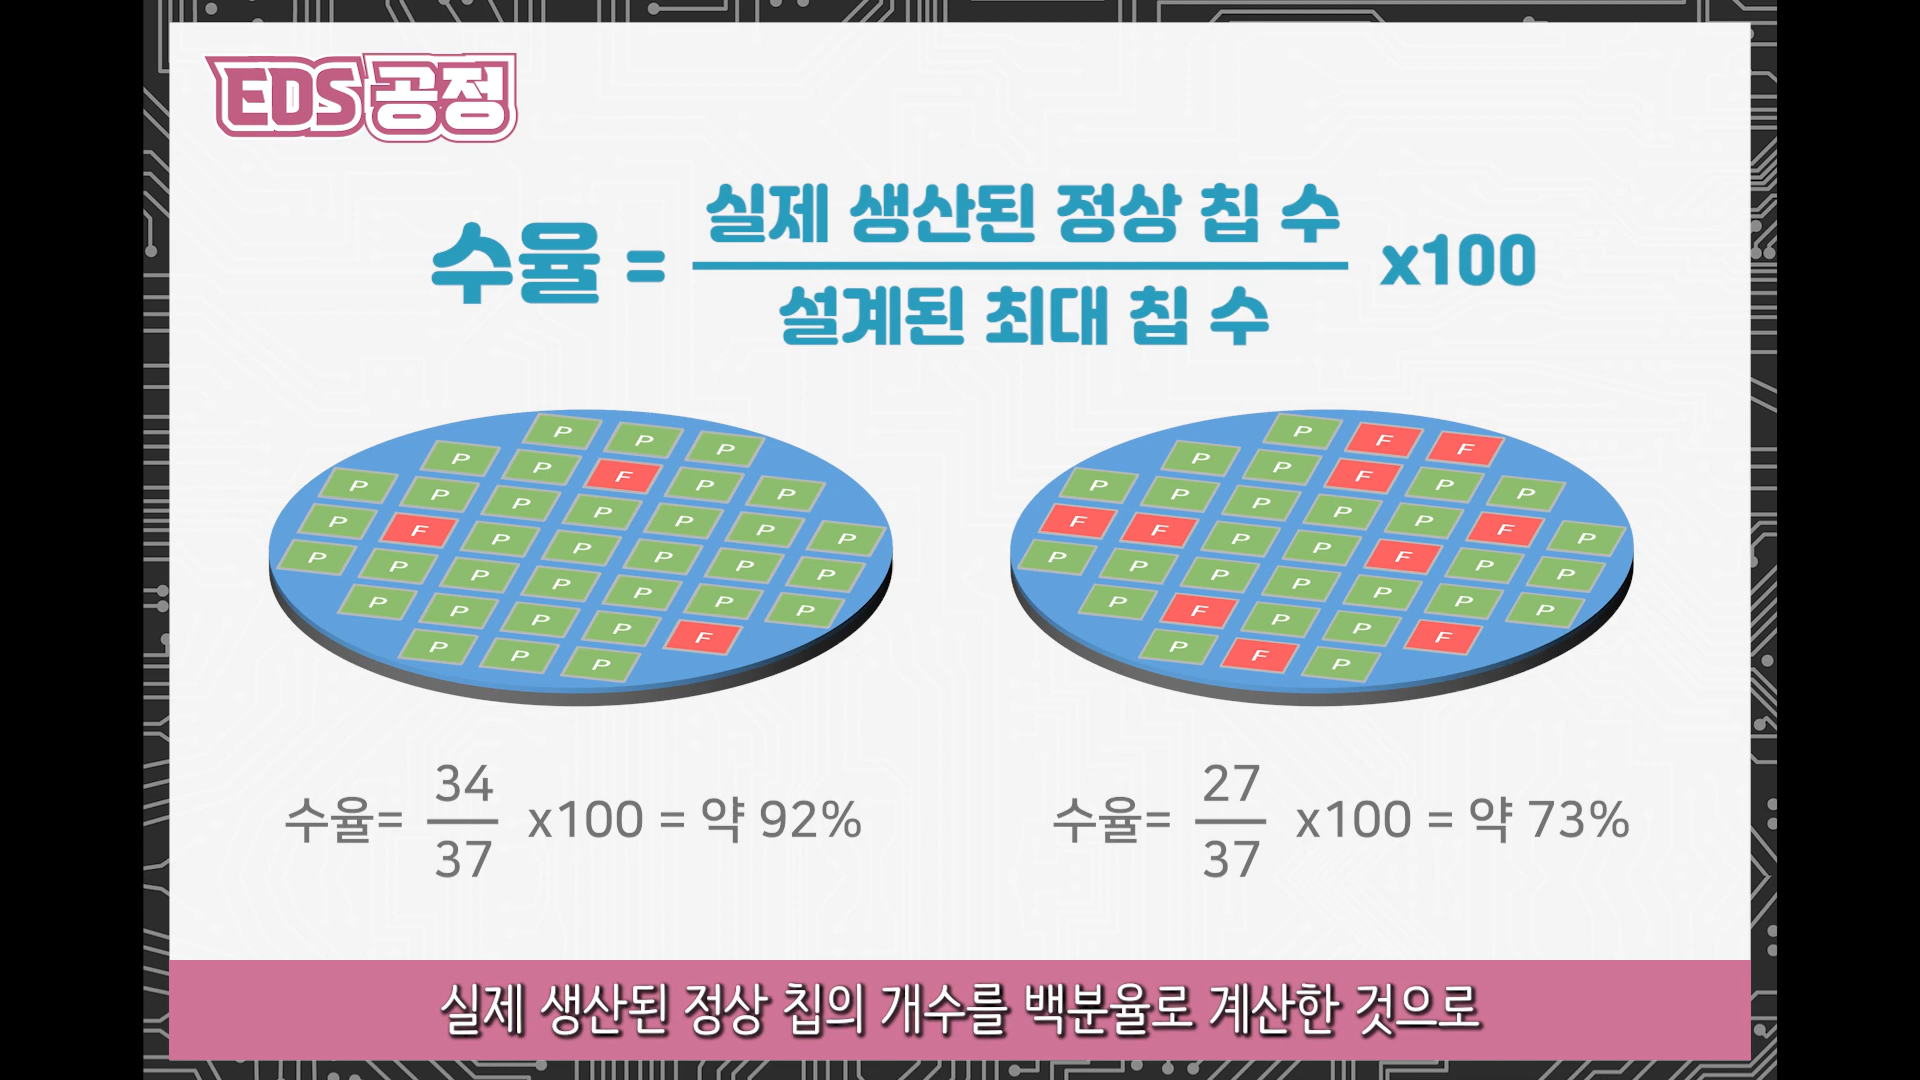 EDS공정
수율 = 실제 생산된 정상 칩 수 x100
설계된 최대 칩 수
P P P
P P F P P
P P P P P P P
P F P P P P P
P P P P P P P
P P P P F
P P P
P F F
P P F P P
P P P P P F P
F F P P F P P
P P P P P P P
P F P P F
P F P
수율= 34 x100 = 약 92%
37
수율= 27 x100 = 약 73%
37
실제 생산된 정상 칩의 개수를 백분율로 계산한 것으로